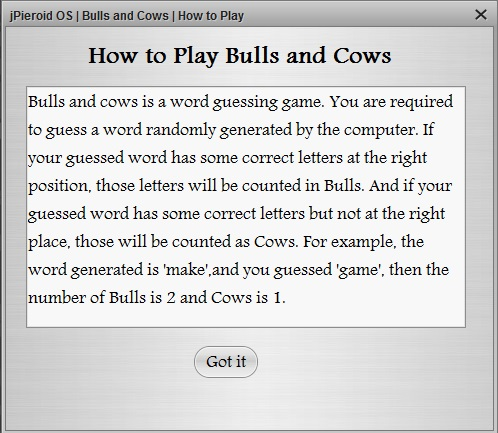 jPieroid OS | Bulls and Cows | How to Play
How to Play Bulls and Cows
Bulls and cows is a word guessing game. You are required
to guess a word randomly generated by the computer. If
your guessed word has some correct letters at the right
position, those letters will be counted in Bulls. And if your
guessed word has some correct letters but not at the right
place, those will be counted as Cows. For example, the
word generated is 'make',and you guessed 'game', then the
number of Bulls is 2 and Cows is 1.
Got it